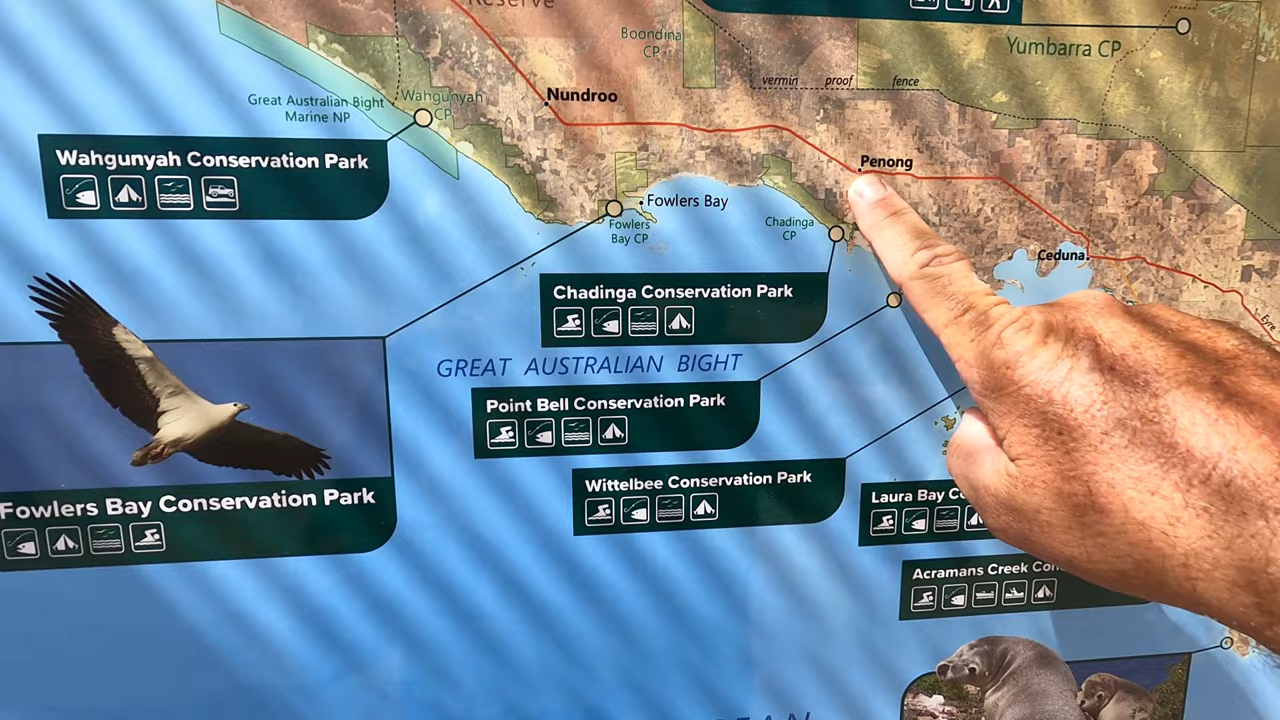 Reserve
Boondina
CP
Yumbarra CP
vermin proof fence
Nundroo
Great Australian Bight
Marine NP
Wahgunyah
CP
Wahgunyah Conservation Park
Penong
Fowlers Bay
Fowlers
Bay CP
Chadinga
CP
Ceduna
Chadinga Conservation Park
Eyre
GREAT AUSTRALIAN BIGHT
Point Bell Conservation Park
Wittelbee Conservation Park
Fowlers Bay Conservation Park
Laura Bay
Acramans Creek